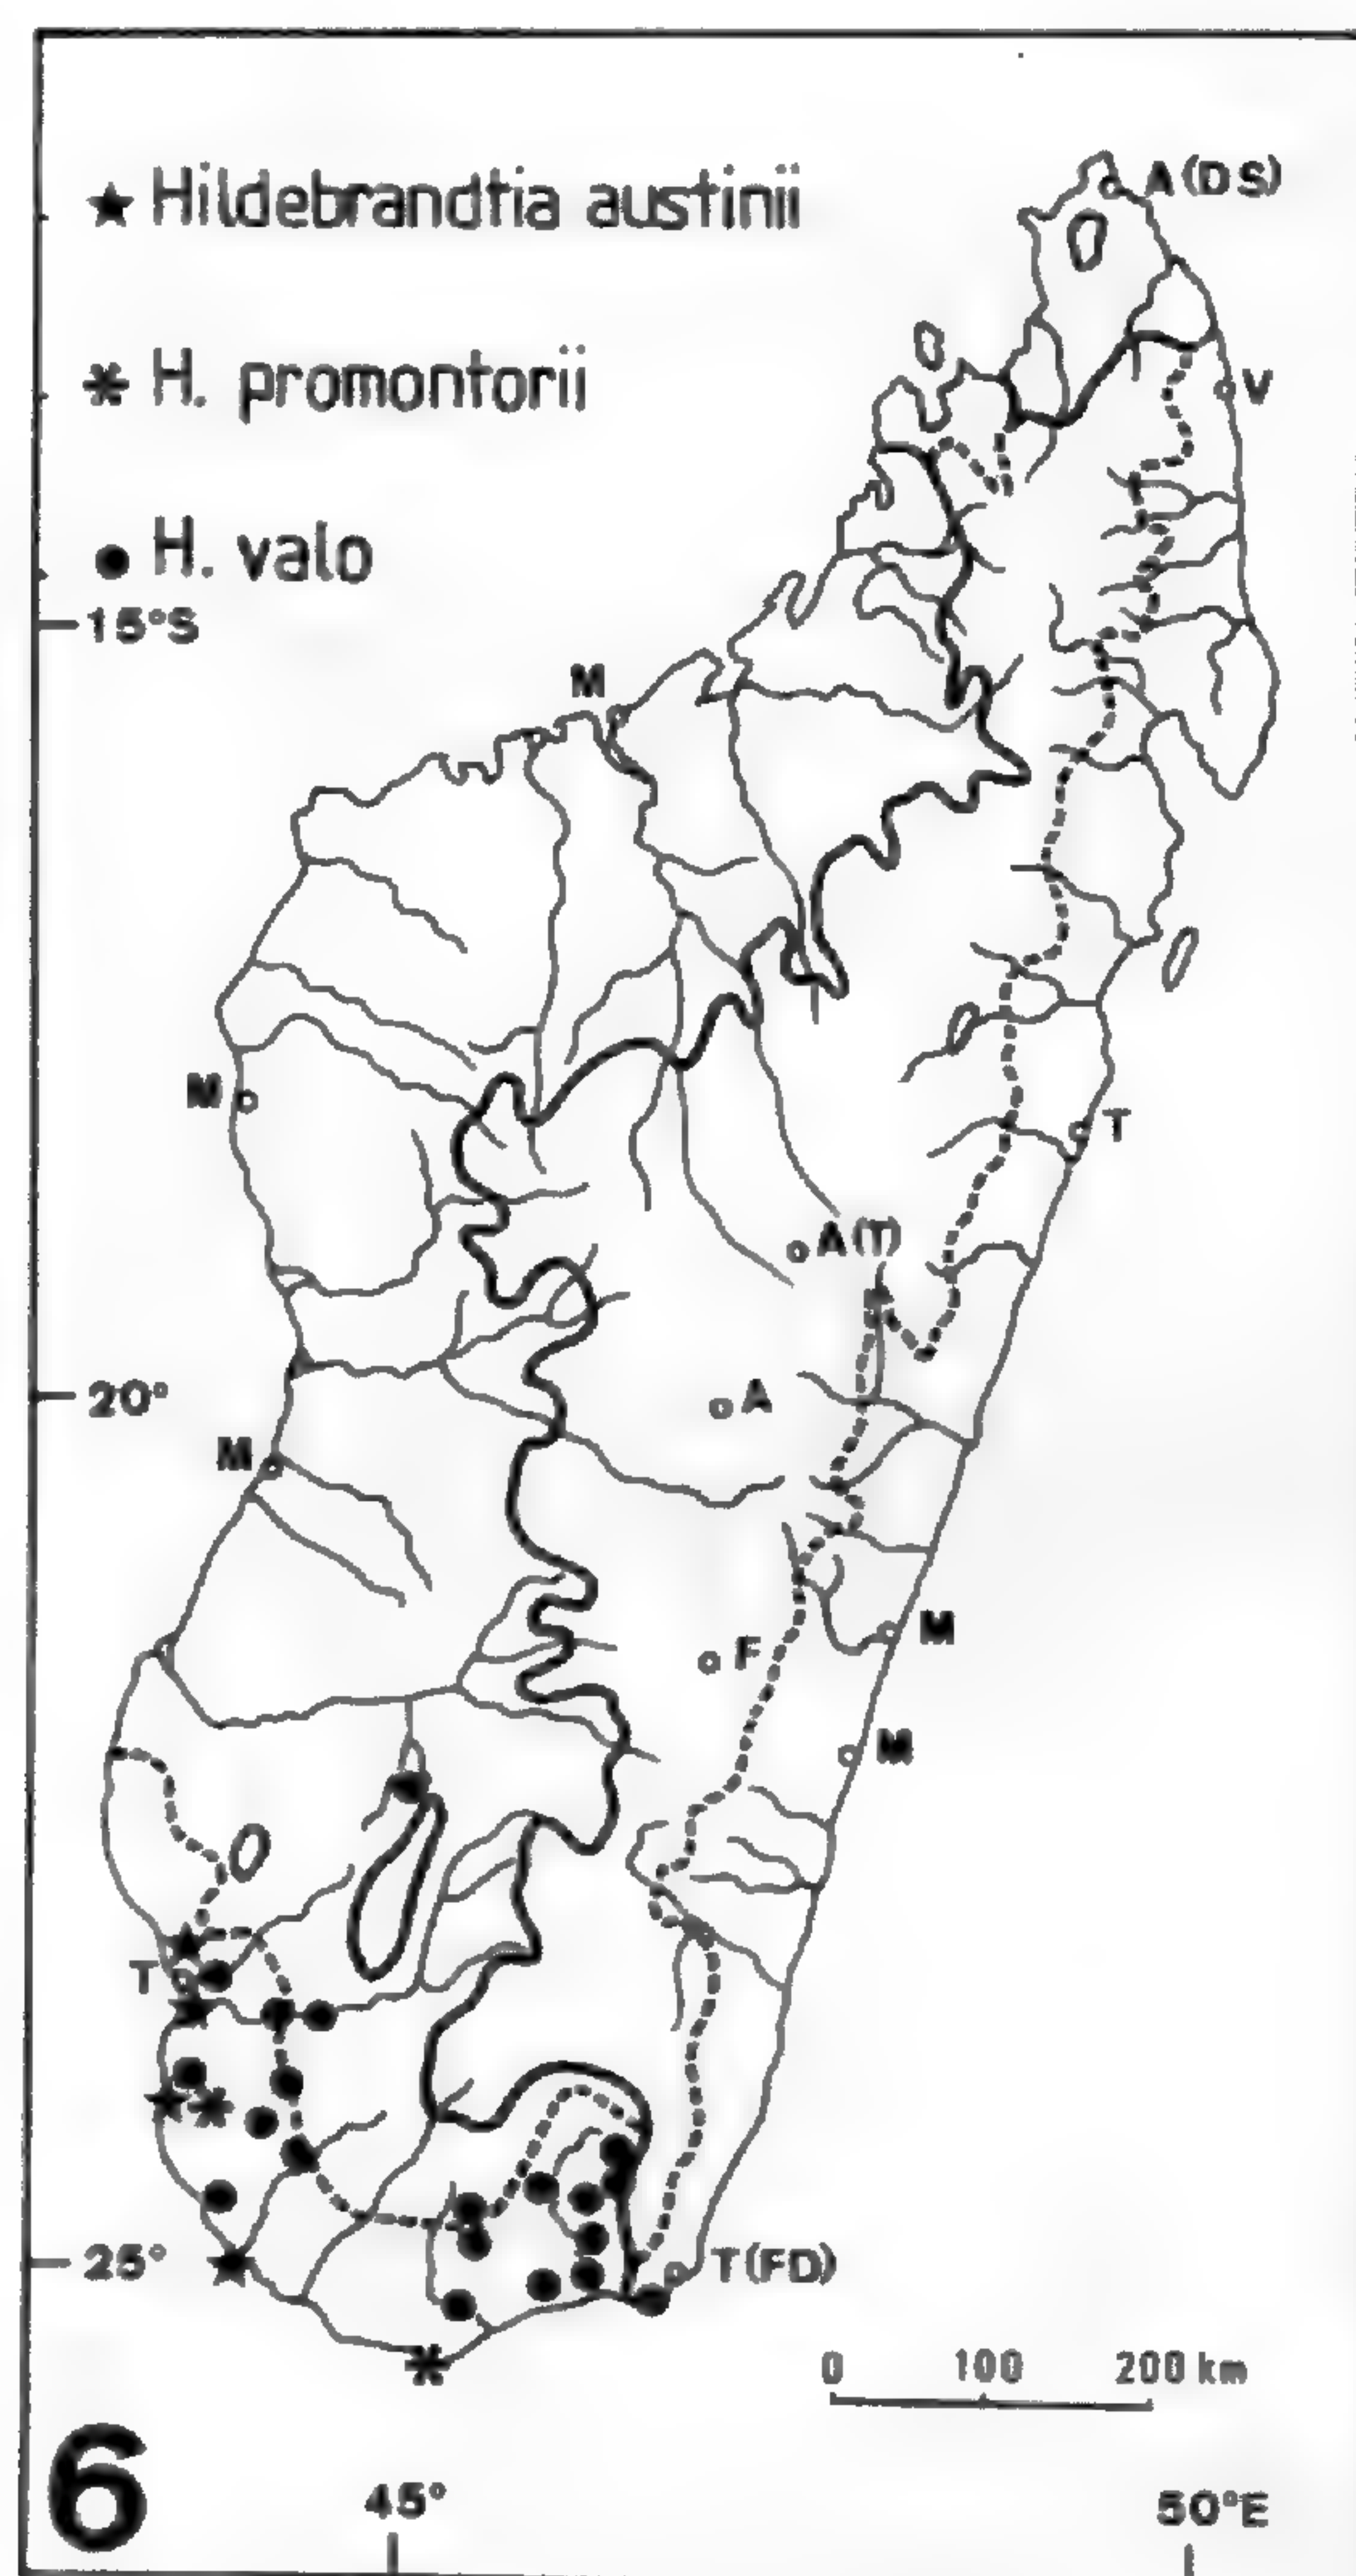 ★ Hildebrandtia austinii
A(DS)
* H. promontorii
V
● H. valo
15°S
M
M
T
A(T)
20°
A
M
M
F
M
T
25°
T(FD)
0 100 200 km
6
45°
50°E